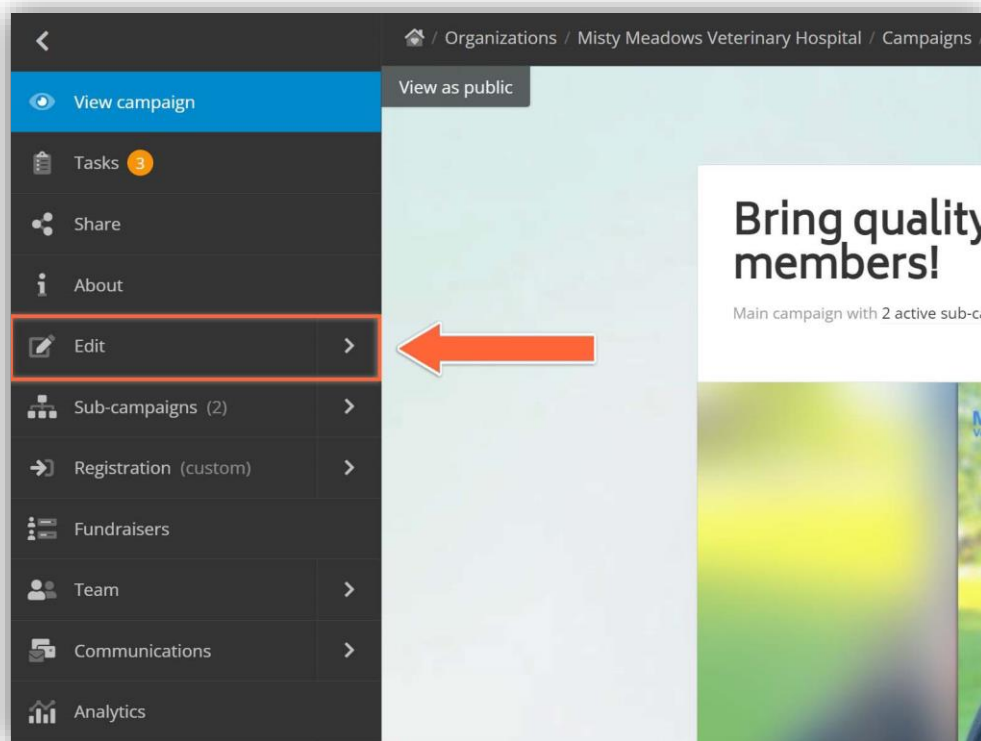 / Organizations / Misty Meadows Veterinary Hospital / Campaigns /
View campaign
Tasks 3
Share
About
Edit
Sub-campaigns (2)
Registration (custom)
Fundraisers
Team
Communications
Analytics
View as public
Bring quality
members!
Main campaign with 2 active sub-ca